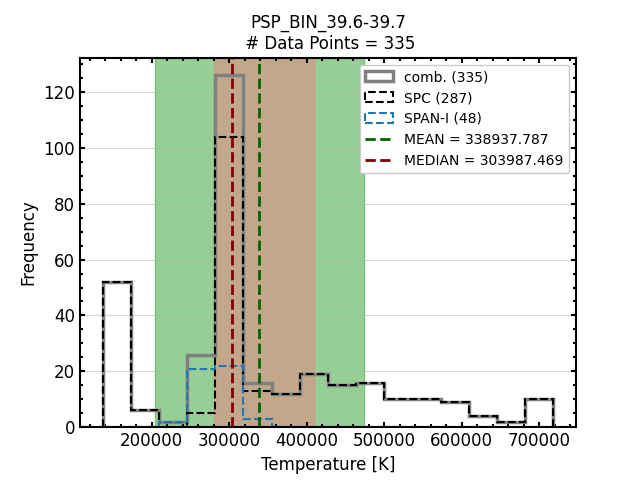 PSP_BIN_39.6-39.7
# Data Points = 335
comb. (335)
SPC (287)
SPAN-I (48)
MEAN = 338937.787
MEDIAN = 303987.469
Frequency
120
100
80
60
40
20
0
200000 300000 400000 500000 600000 700000
Temperature [K]